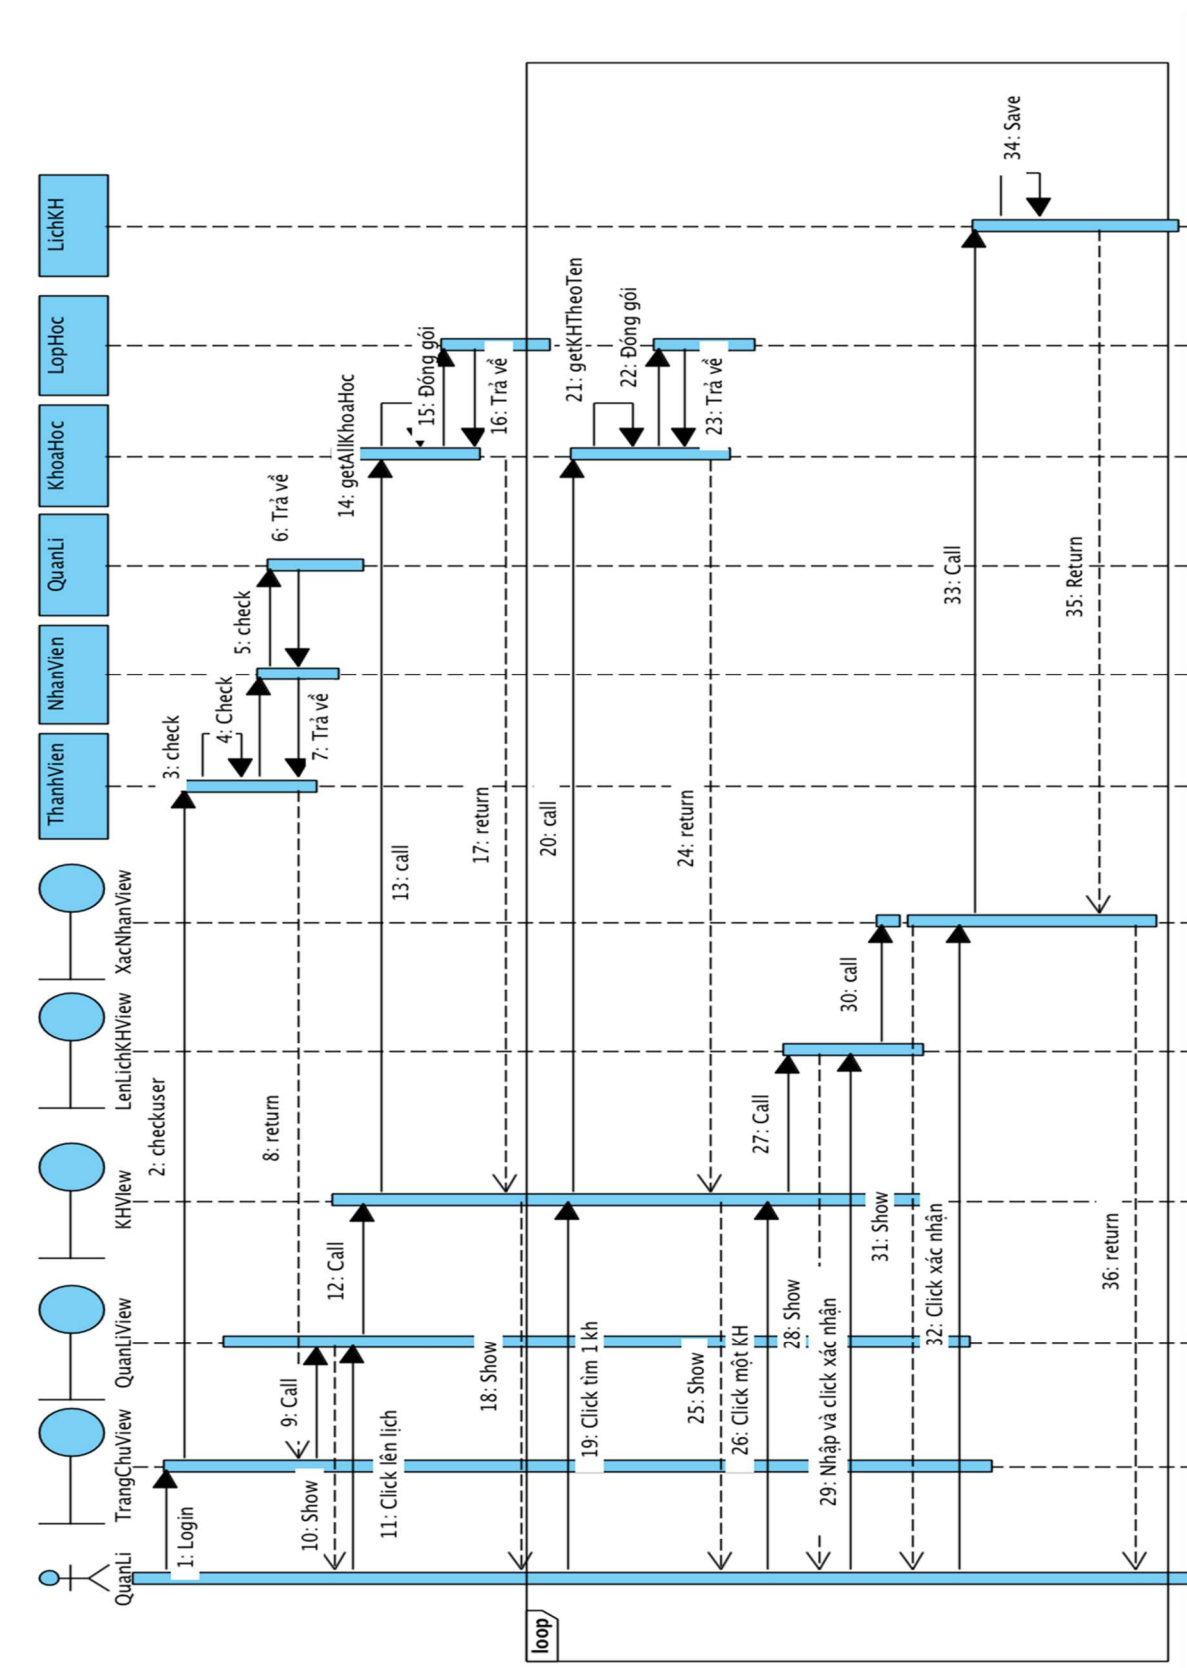 QuanLi
TrangChuView
QuanLiView
KHVIew
LenLichKHView
XacNhanView
ThanhVien
NhanVien
QuanLi
KhoaHoc
LopHoc
LichKH
1: Login
2: checkuser
3: check
4: Check
5: check
6: Trả về
7: Trả về
8: return
9: Call
10: Show
11: Click lên lịch
12: Call
13: call
14: getAllKhoaHoc
15: Đóng gói
16: Trả về
17: return
18: Show
loop
19: Click tìm 1 kh
20: call
21: getKHTheoTen
22: Đóng gói
23: Trả về
24: return
25: Show
26: Click một KH
27: Call
28: Show
29: Nhập và click xác nhận
30: call
31: Show
32: Click xác nhận
33: Call
34: Save
35: Return
36: return